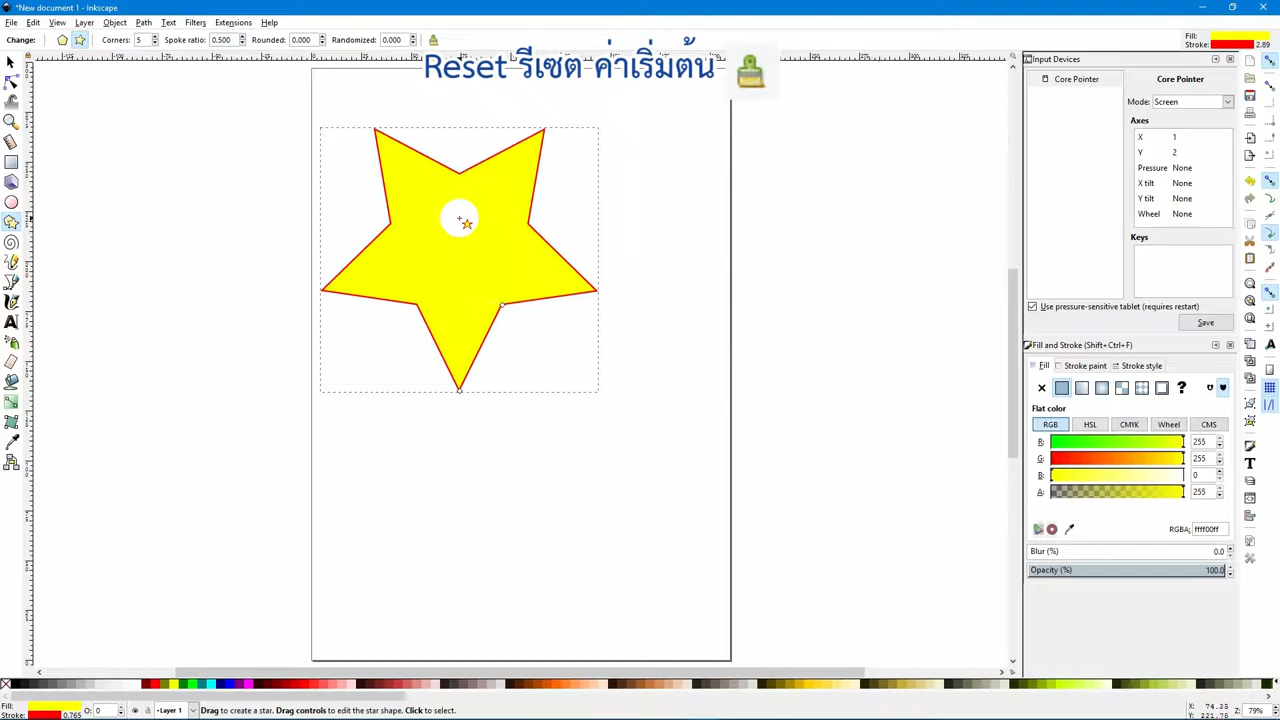 *New document 1 - Inkscape
File Edit View Layer Object Path Text Filters Extensions Help
Change: Corners: 5 Spoke ratio: 0.500 Rounded: 0.000 Randomized: 0.000
Fill:
Stroke: 2.89
Reset รีเซต ค่าเริ่มต้น
Input Devices
Core Pointer
Core Pointer
Mode: Screen
Axes
X 1
Y 2
Pressure None
X tilt None
Y tilt None
Wheel None
Keys
Use pressure-sensitive tablet (requires restart)
Save
Fill and Stroke (Shift+Ctrl+F)
Fill Stroke paint Stroke style
Flat color
RGB HSL CMYK Wheel CMS
R: 255
G: 255
B: 0
A: 255
RGBA: ffff00ff
Blur (%) 0.0
Opacity (%) 100.0
Fill:
Stroke: 0.765
O: 0
Layer 1
Drag to create a star. Drag controls to edit the star shape. Click to select.
X: 74.25
Y: 221.75
Z: 79%